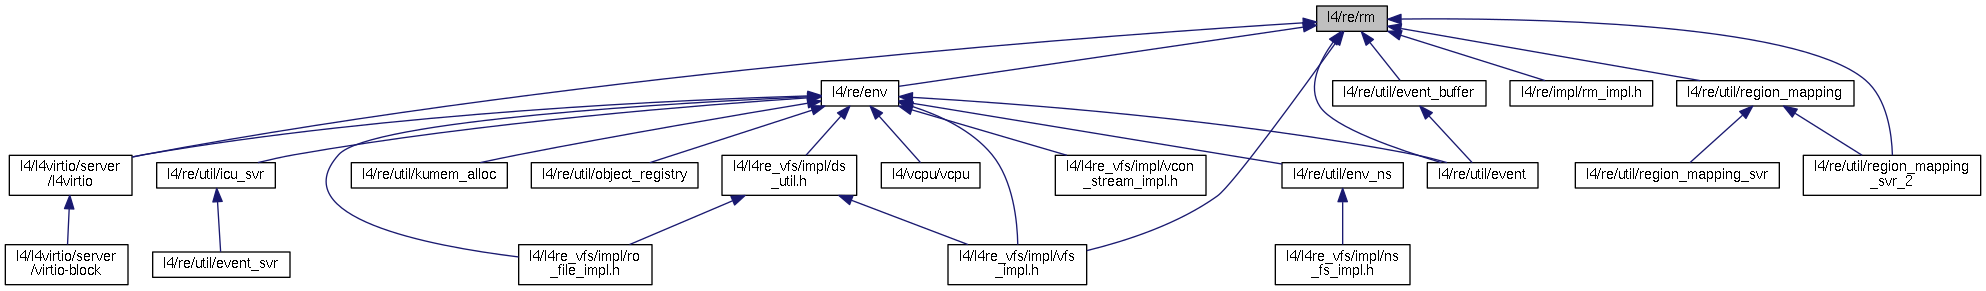 l4/re/rm
l4/re/env
l4/re/util/event_buffer
l4/re/impl/rm_impl.h
l4/re/util/region_mapping
l4/l4virtio/server
/l4virtio
l4/re/util/icu_svr
l4/re/util/kumem_alloc
l4/re/util/object_registry
l4/l4re_vfs/impl/ds
_util.h
l4/vcpu/vcpu
l4/l4re_vfs/impl/vcon
_stream_impl.h
l4/re/util/env_ns
l4/re/util/event
l4/re/util/region_mapping_svr
l4/re/util/region_mapping
_svr_2
l4/l4virtio/server
/virtio-block
l4/re/util/event_svr
l4/l4re_vfs/impl/ro
_file_impl.h
l4/l4re_vfs/impl/vfs
_impl.h
l4/l4re_vfs/impl/ns
_fs_impl.h